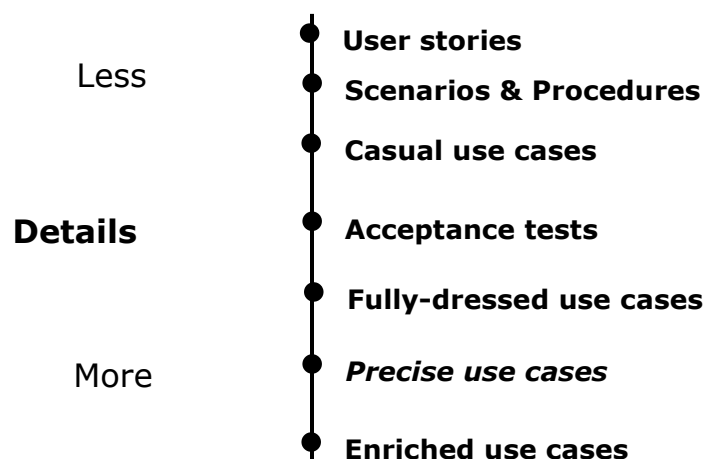 User stories
Less
Scenarios & Procedures
Casual use cases
Details
Acceptance tests
Fully-dressed use cases
More
Precise use cases
Enriched use cases